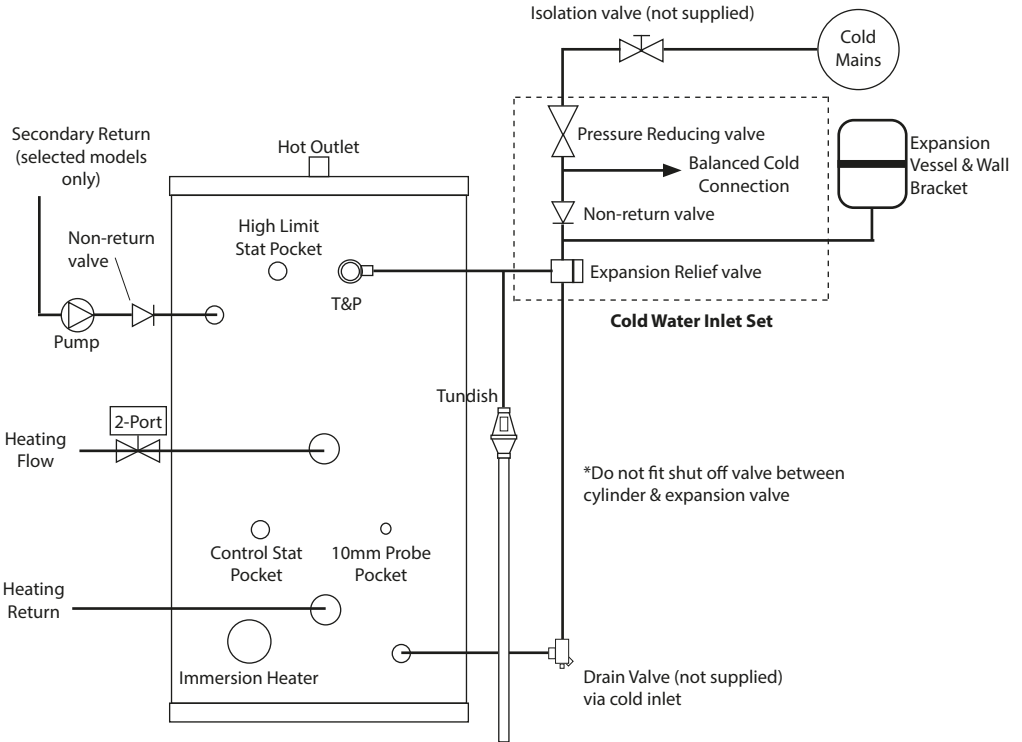 Isolation valve (not supplied)
Cold
Mains
Secondary Return
(selected models
only)
Hot Outlet
Pressure Reducing valve
Expansion
Vessel & Wall
Bracket
Balanced Cold
Connection
Non-return
valve
High Limit
Stat Pocket
Non-return valve
T&P
Expansion Relief valve
Cold Water Inlet Set
Pump
Tundish
2-Port
Heating
Flow
*Do not fit shut off valve between
cylinder & expansion valve
Control Stat
Pocket
10mm Probe
Pocket
Heating
Return
Immersion Heater
Drain Valve (not supplied)
via cold inlet